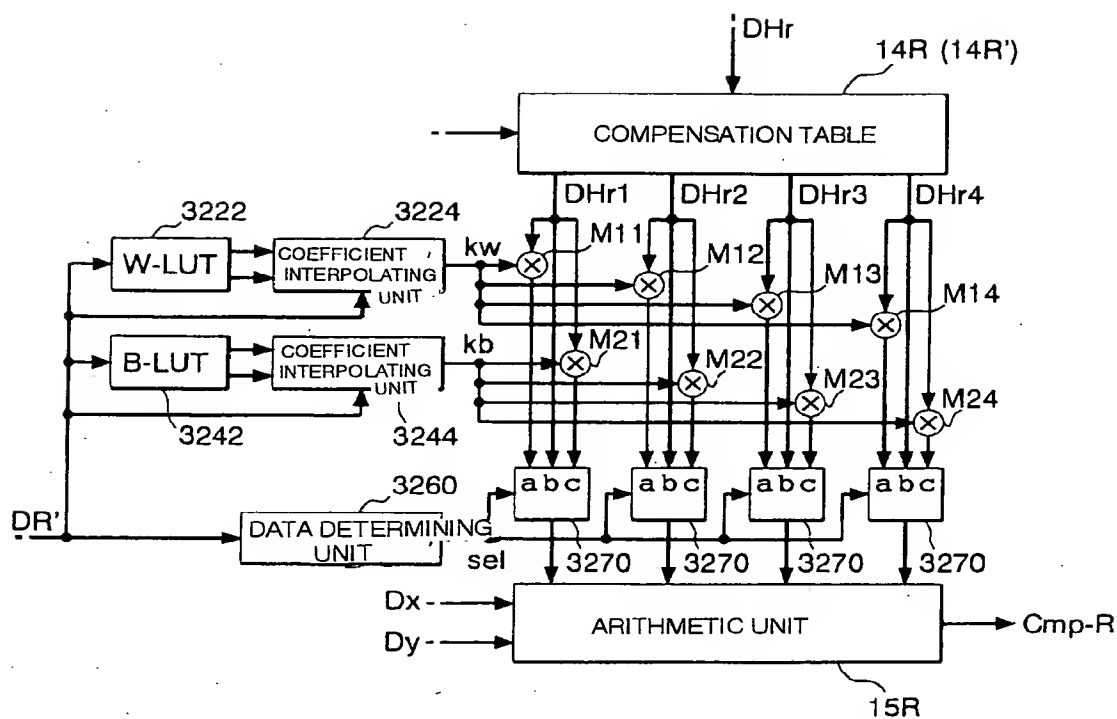 DHr
14R (14R')
COMPENSATION TABLE
DHr1
DHr2
DHr3
DHr4
3222
3224
W-LUT
COEFFICIENT
INTERPOLATING
UNIT
kw
M11
M12
M13
M14
B-LUT
COEFFICIENT
INTERPOLATING
UNIT
kb
M21
M22
M23
M24
3242
3244
3260
a b c
a b c
a b c
a b c
DR'
DATA DETERMINING
UNIT
sel
3270
3270
3270
3270
Dx
Dy
ARITHMETIC UNIT
Cmp-R
15R